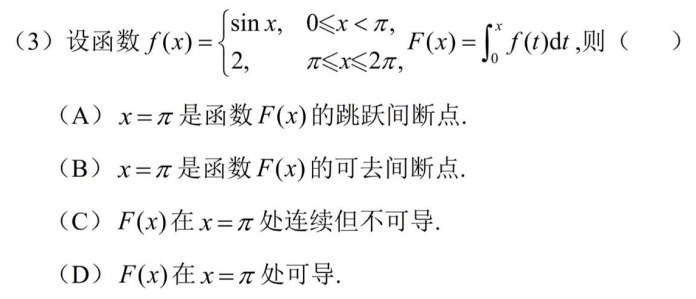 （3）设函数 f(x)={sin x, 0⩽x<π, 2, π⩽x⩽2π, F(x)=∫₀ˣ f(t)dt ,则（ ）
（A）x=π 是函数 F(x) 的跳跃间断点.
（B）x=π 是函数 F(x) 的可去间断点.
（C）F(x) 在 x=π 处连续但不可导.
（D）F(x) 在 x=π 处可导.